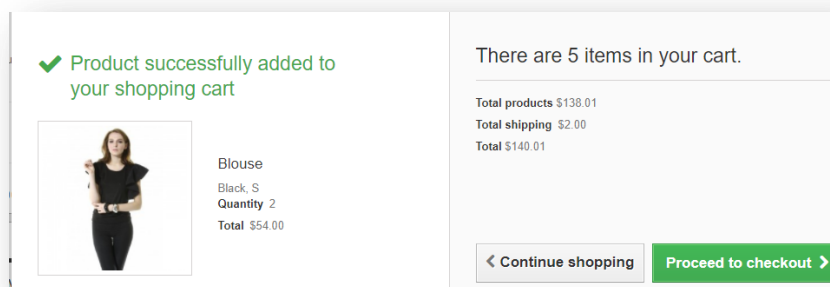 Product successfully added to
your shopping cart
Blouse
Black, S
Quantity 2
Total $54.00
There are 5 items in your cart.
Total products $138.01
Total shipping $2.00
Total $140.01
Continue shopping
Proceed to checkout